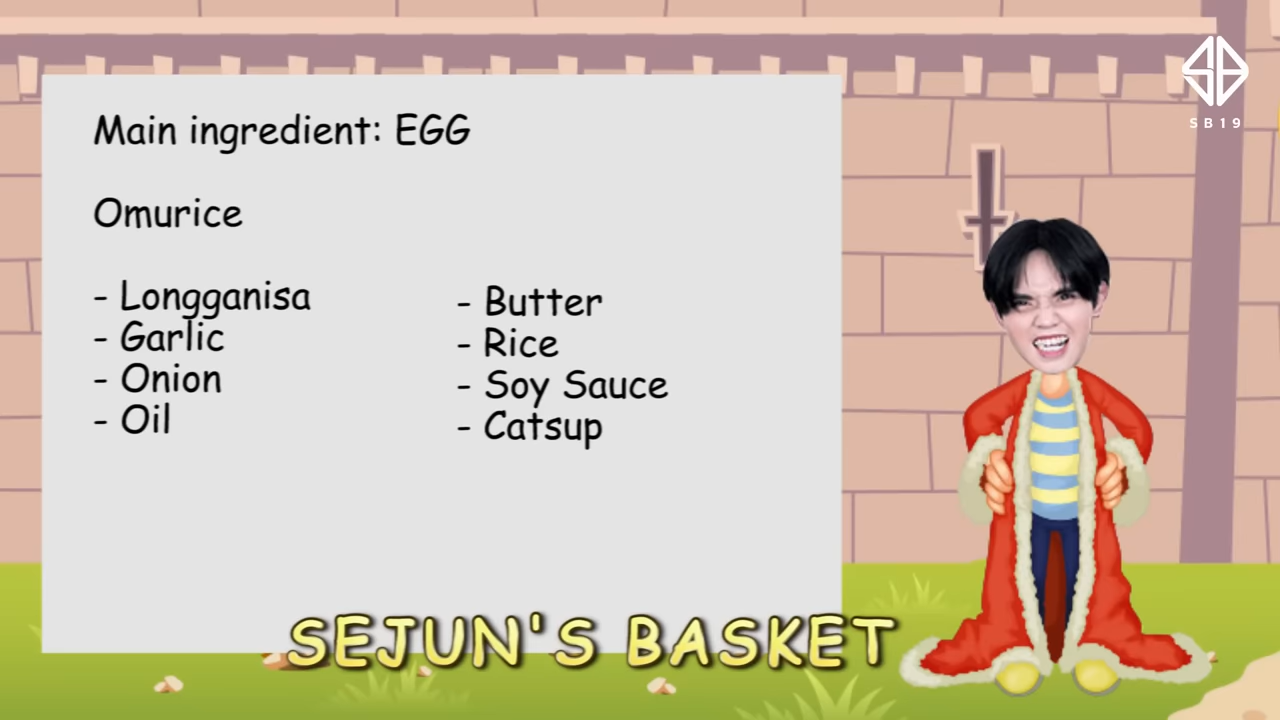 Main ingredient: EGG
Omurice
- Longganisa
- Garlic
- Onion
- Oil
- Butter
- Rice
- Soy Sauce
- Catsup
SEJUN'S BASKET
SB19